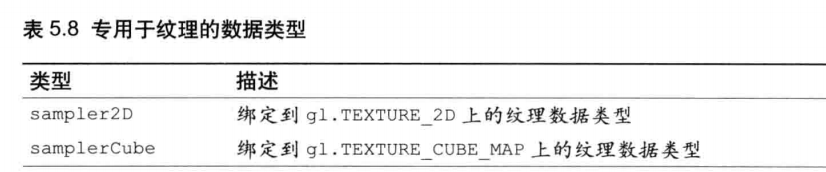 表 5.8 专用于纹理的数据类型
类型 描述
sampler2D 绑定到 gl.TEXTURE_2D 上的纹理数据类型
samplerCube 绑定到 gl.TEXTURE_CUBE_MAP 上的纹理数据类型